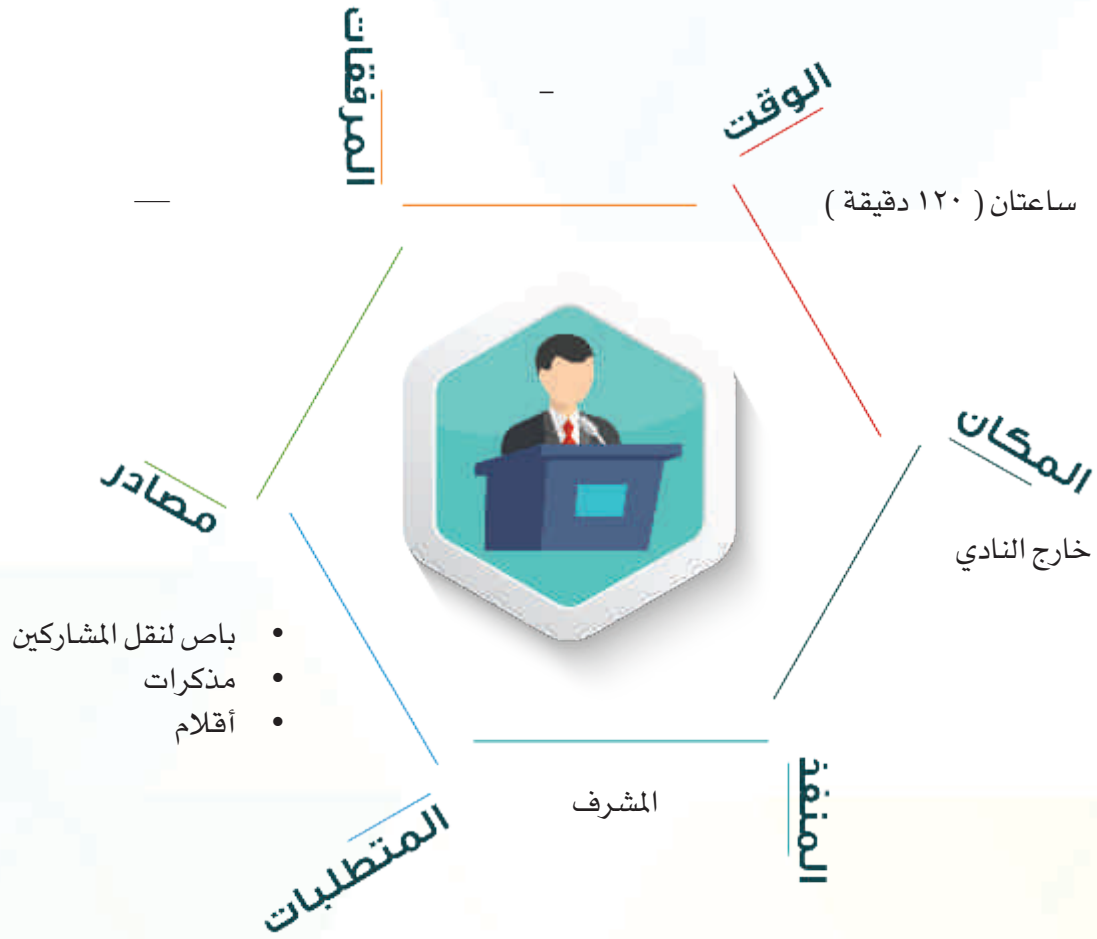 المرفقات
–
الوقت
ساعتان ( ١٢٠ دقيقة )
—
المكان
خارج النادي
مصادر
• باص لنقل المشاركين
• مذكرات
• أقلام
المنفذ
المشرف
المتطلبات